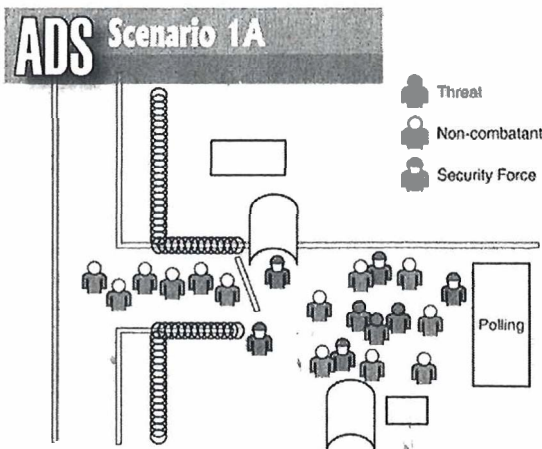 ADS Scenario 1A
Threat
Non-combatant
Security Force
Polling